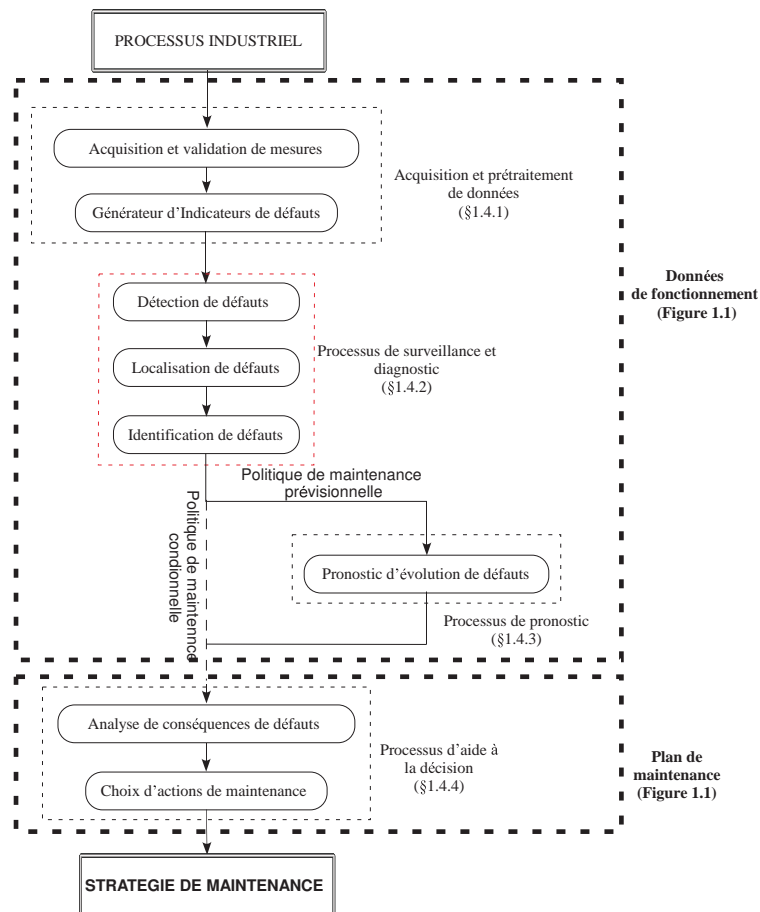 PROCESSUS INDUSTRIEL
Acquisition et validation de mesures
Générateur d'Indicateurs de défauts
Acquisition et prétraitement
de données
(§1.4.1)
Détection de défauts
Localisation de défauts
Identification de défauts
Processus de surveillance et
diagnostic
(§1.4.2)
Données
de fonctionnement
(Figure 1.1)
Politique de maintenance
prévisionnelle
Politique de maintennce
condionnelle
Pronostic d'évolution de défauts
Processus de pronostic
(§1.4.3)
Analyse de conséquences de défauts
Choix d'actions de maintenance
Processus d'aide à
la décision
(§1.4.4)
Plan de
maintenance
(Figure 1.1)
STRATEGIE DE MAINTENANCE